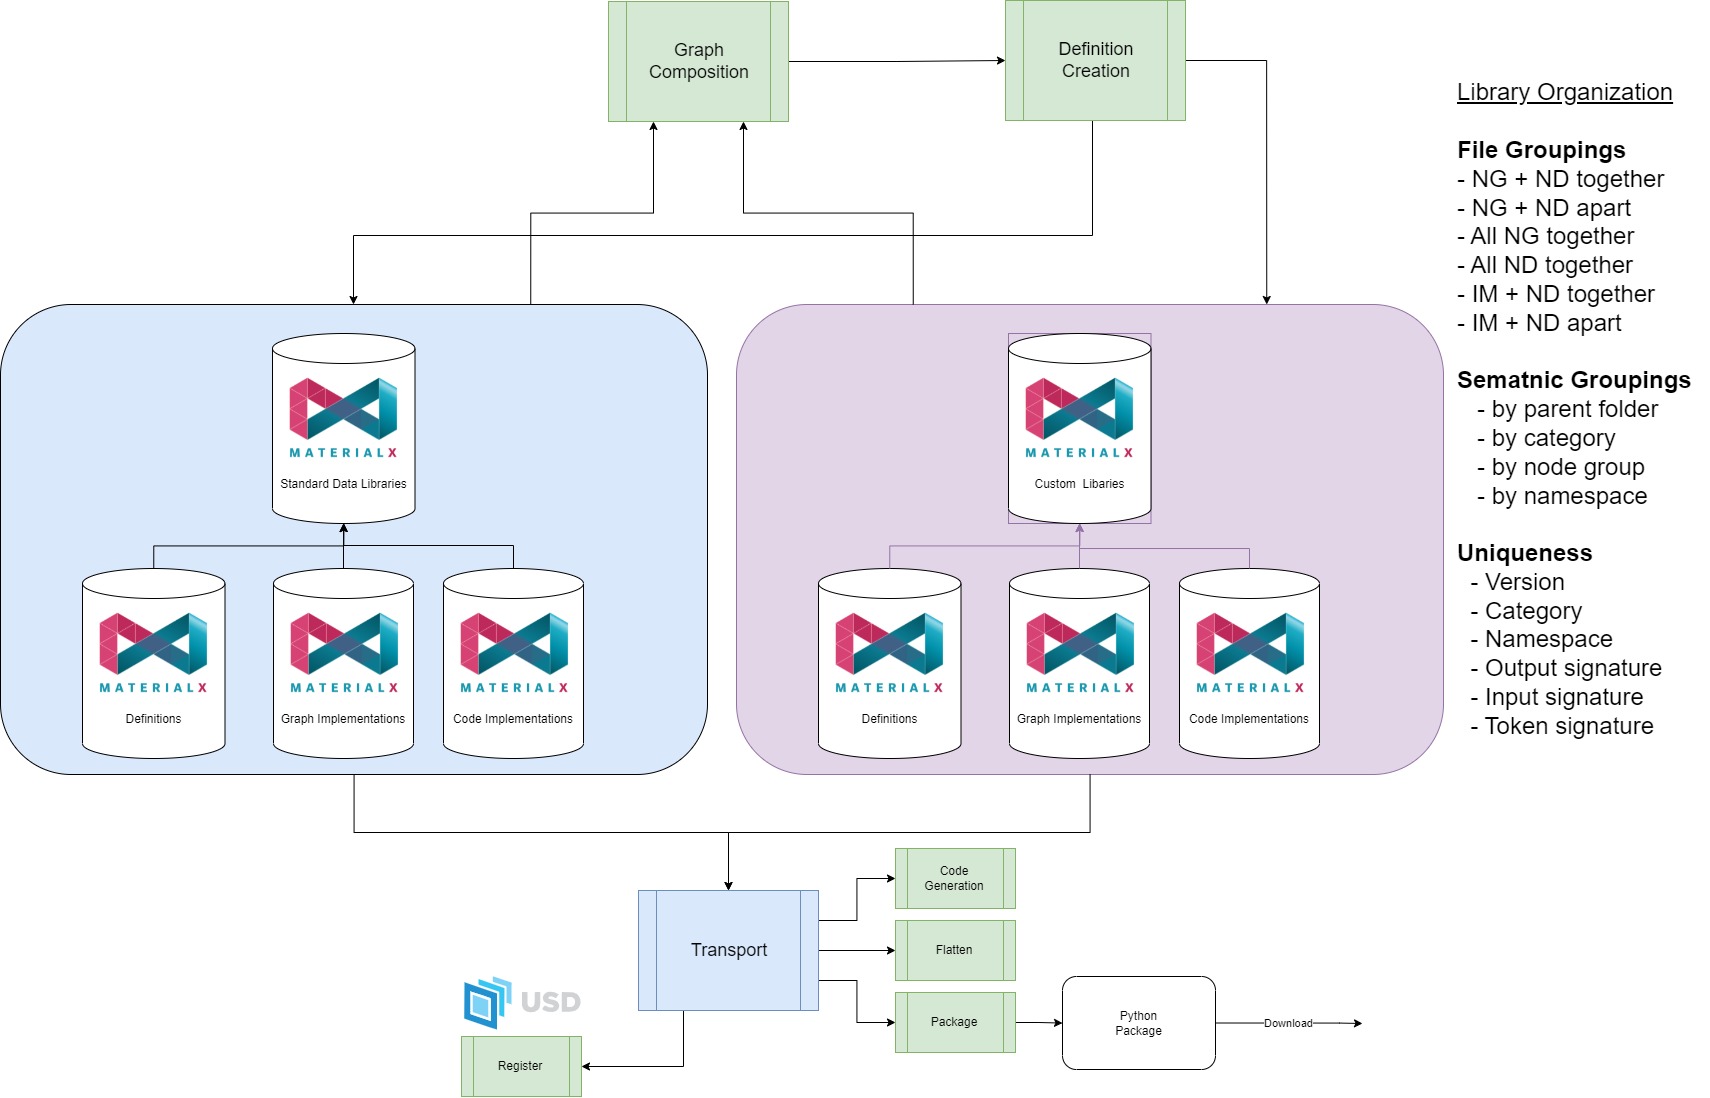 Graph
Composition
Definition
Creation
Library Organization
File Groupings
- NG + ND together
- NG + ND apart
- All NG together
- All ND together
- IM + ND together
- IM + ND apart
Sematnic Groupings
- by parent folder
- by category
- by node group
- by namespace
Uniqueness
- Version
- Category
- Namespace
- Output signature
- Input signature
- Token signature
MATERIALX
Standard Data Libraries
MATERIALX
Definitions
MATERIALX
Graph Implementations
MATERIALX
Code Implementations
MATERIALX
Custom  Libaries
MATERIALX
Definitions
MATERIALX
Graph Implementations
MATERIALX
Code Implementations
Transport
Code
Generation
Flatten
Package
Python
Package
Download
USD
Register